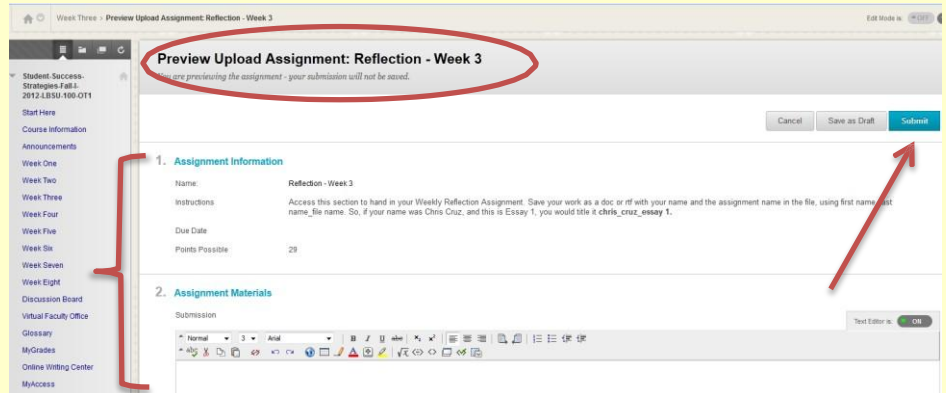 Week Three > Preview Upload Assignment: Reflection - Week 3
Edit Mode is: OFF
Preview Upload Assignment: Reflection - Week 3
You are previewing the assignment - your submission will not be saved.
Student-Success-
Strategies-Fall-I-
2012-LBSU-100-OT1
Start Here
Course Information
Announcements
Week One
Week Two
Week Three
Week Four
Week Five
Week Six
Week Seven
Week Eight
Discussion Board
Virtual Faculty Office
Glossary
MyGrades
Online Writing Center
MyAccess
Cancel Save as Draft Submit
1. Assignment Information
Name: Reflection - Week 3
Instructions Access this section to hand in your Weekly Reflection Assignment. Save your work as a doc or rtf with your name and the assignment name in the file, using first name_last
name_file name. So, if your name was Chris Cruz, and this is Essay 1, you would title it chris_cruz_essay 1.
Due Date
Points Possible 29
2. Assignment Materials
Submission
Text Editor is: ON
Normal 3 Arial B I U abc